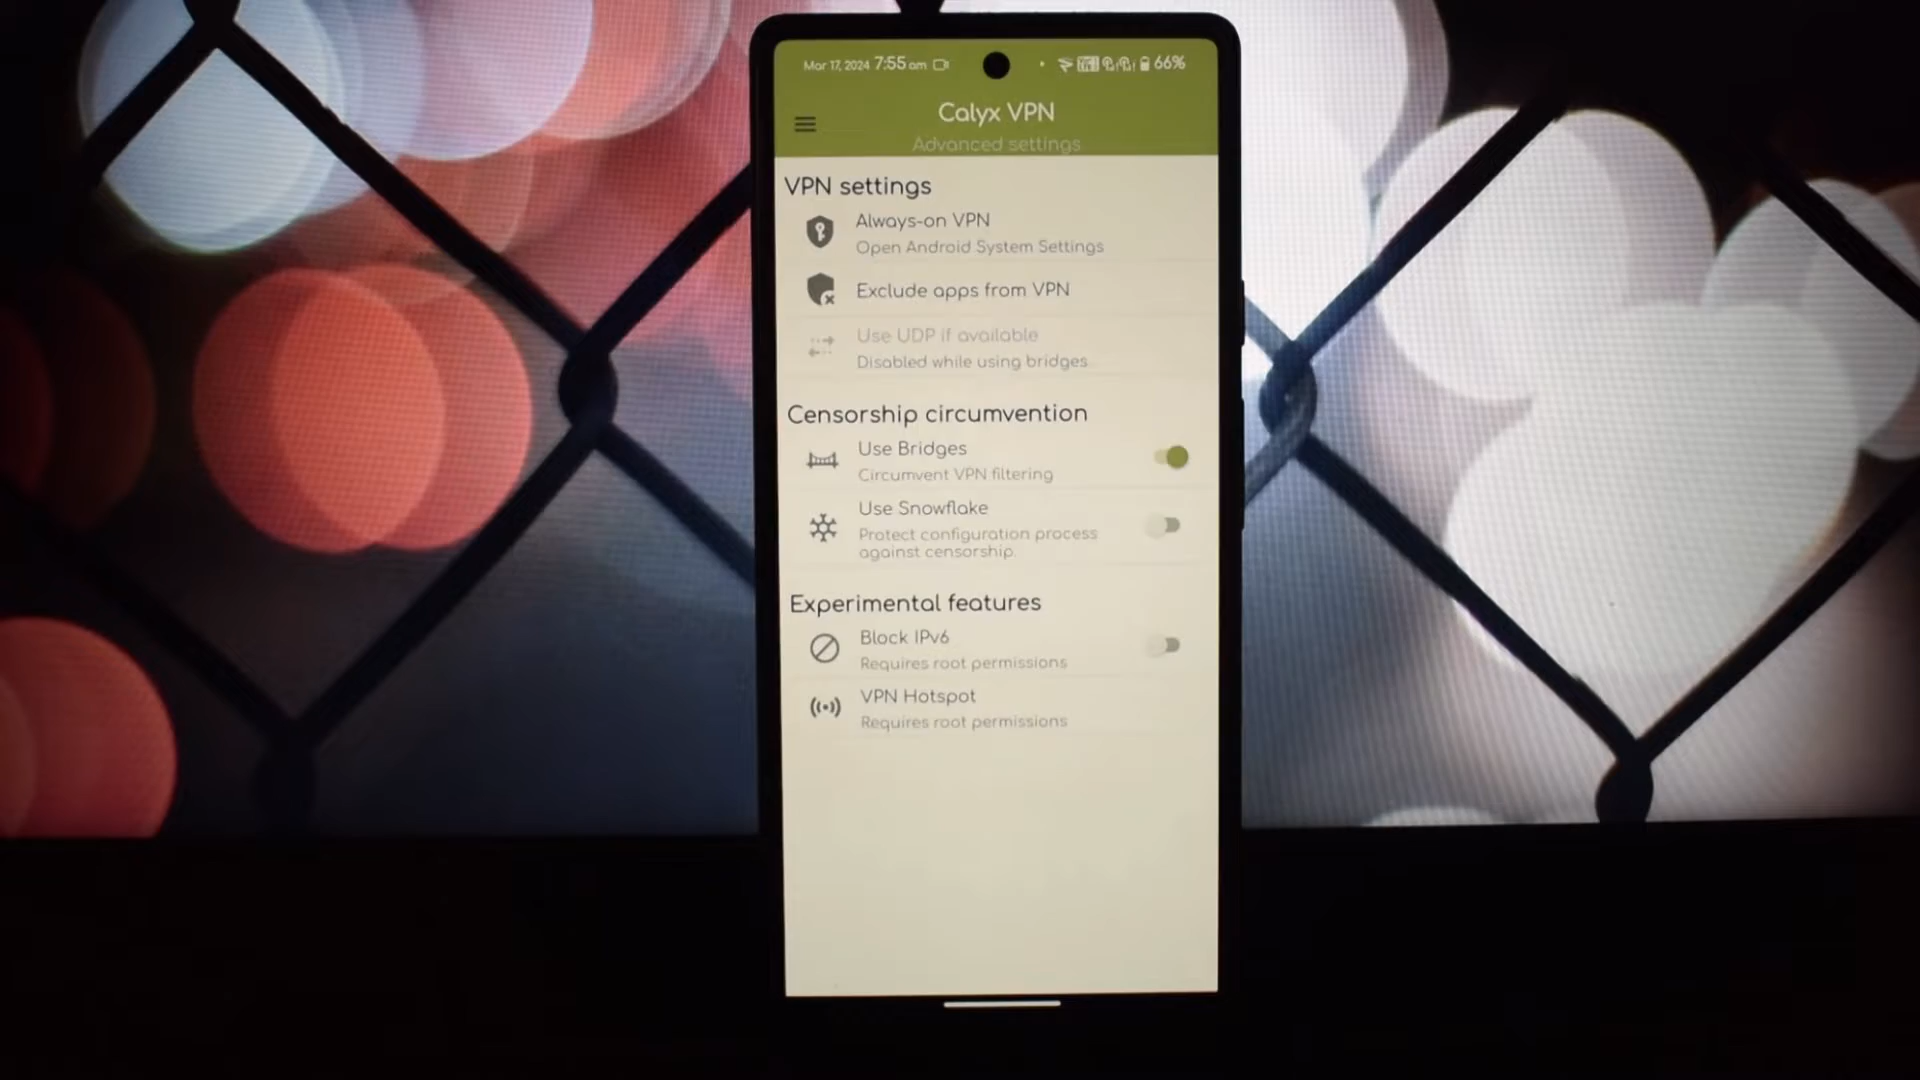 Mar 17, 2024 7:55 am 66%
Calyx VPN
Advanced settings
VPN settings
Always-on VPN
Open Android System Settings
Exclude apps from VPN
Use UDP if available
Disabled while using bridges
Censorship circumvention
Use Bridges
Circumvent VPN filtering
Use Snowflake
Protect configuration process
against censorship.
Experimental features
Block IPv6
Requires root permissions
VPN Hotspot
Requires root permissions